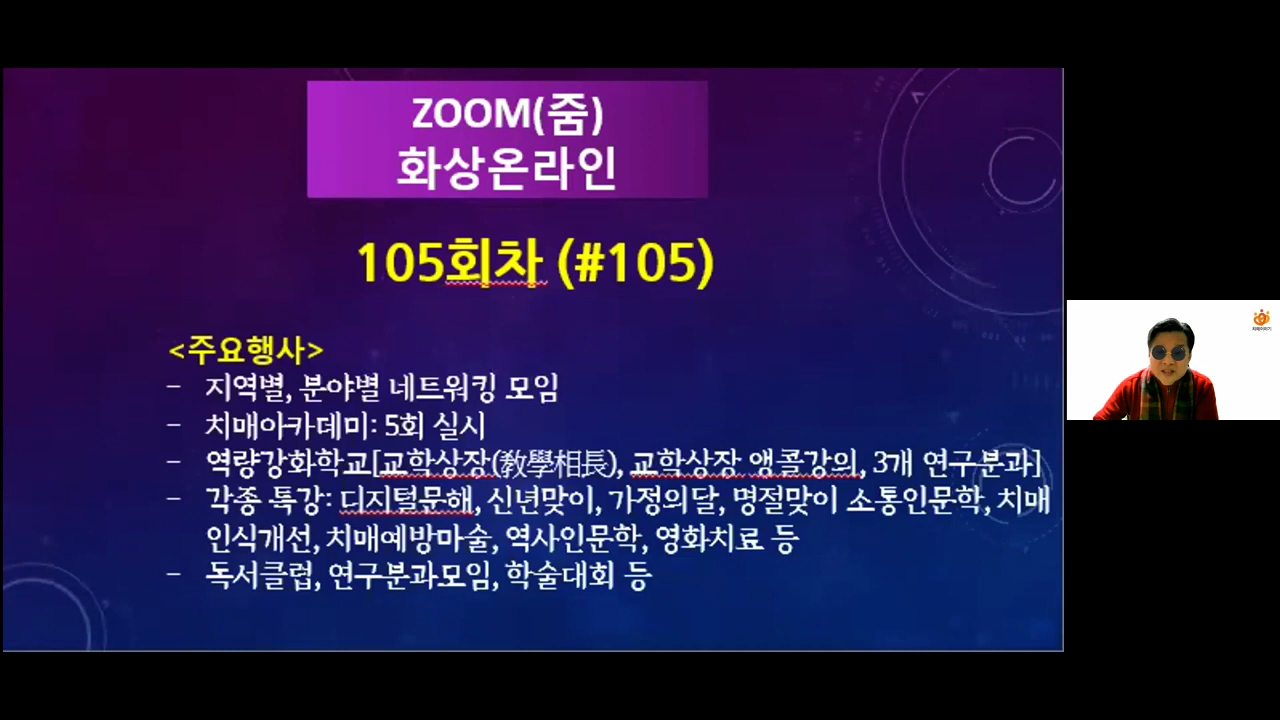 ZOOM(줌)
화상온라인
105회차 (#105)
<주요행사>
- 지역별, 분야별 네트워킹 모임
- 치매아카데미: 5회 실시
- 역량강화학교[교학상장(敎學相長), 교학상장 앵콜강의, 3개 연구분과]
- 각종 특강: 디지털문해, 신년맞이, 가정의달, 명절맞이 소통인문학, 치매
인식개선, 치매예방마술, 역사인문학, 영화치료 등
- 독서클럽, 연구분과모임, 학술대회 등